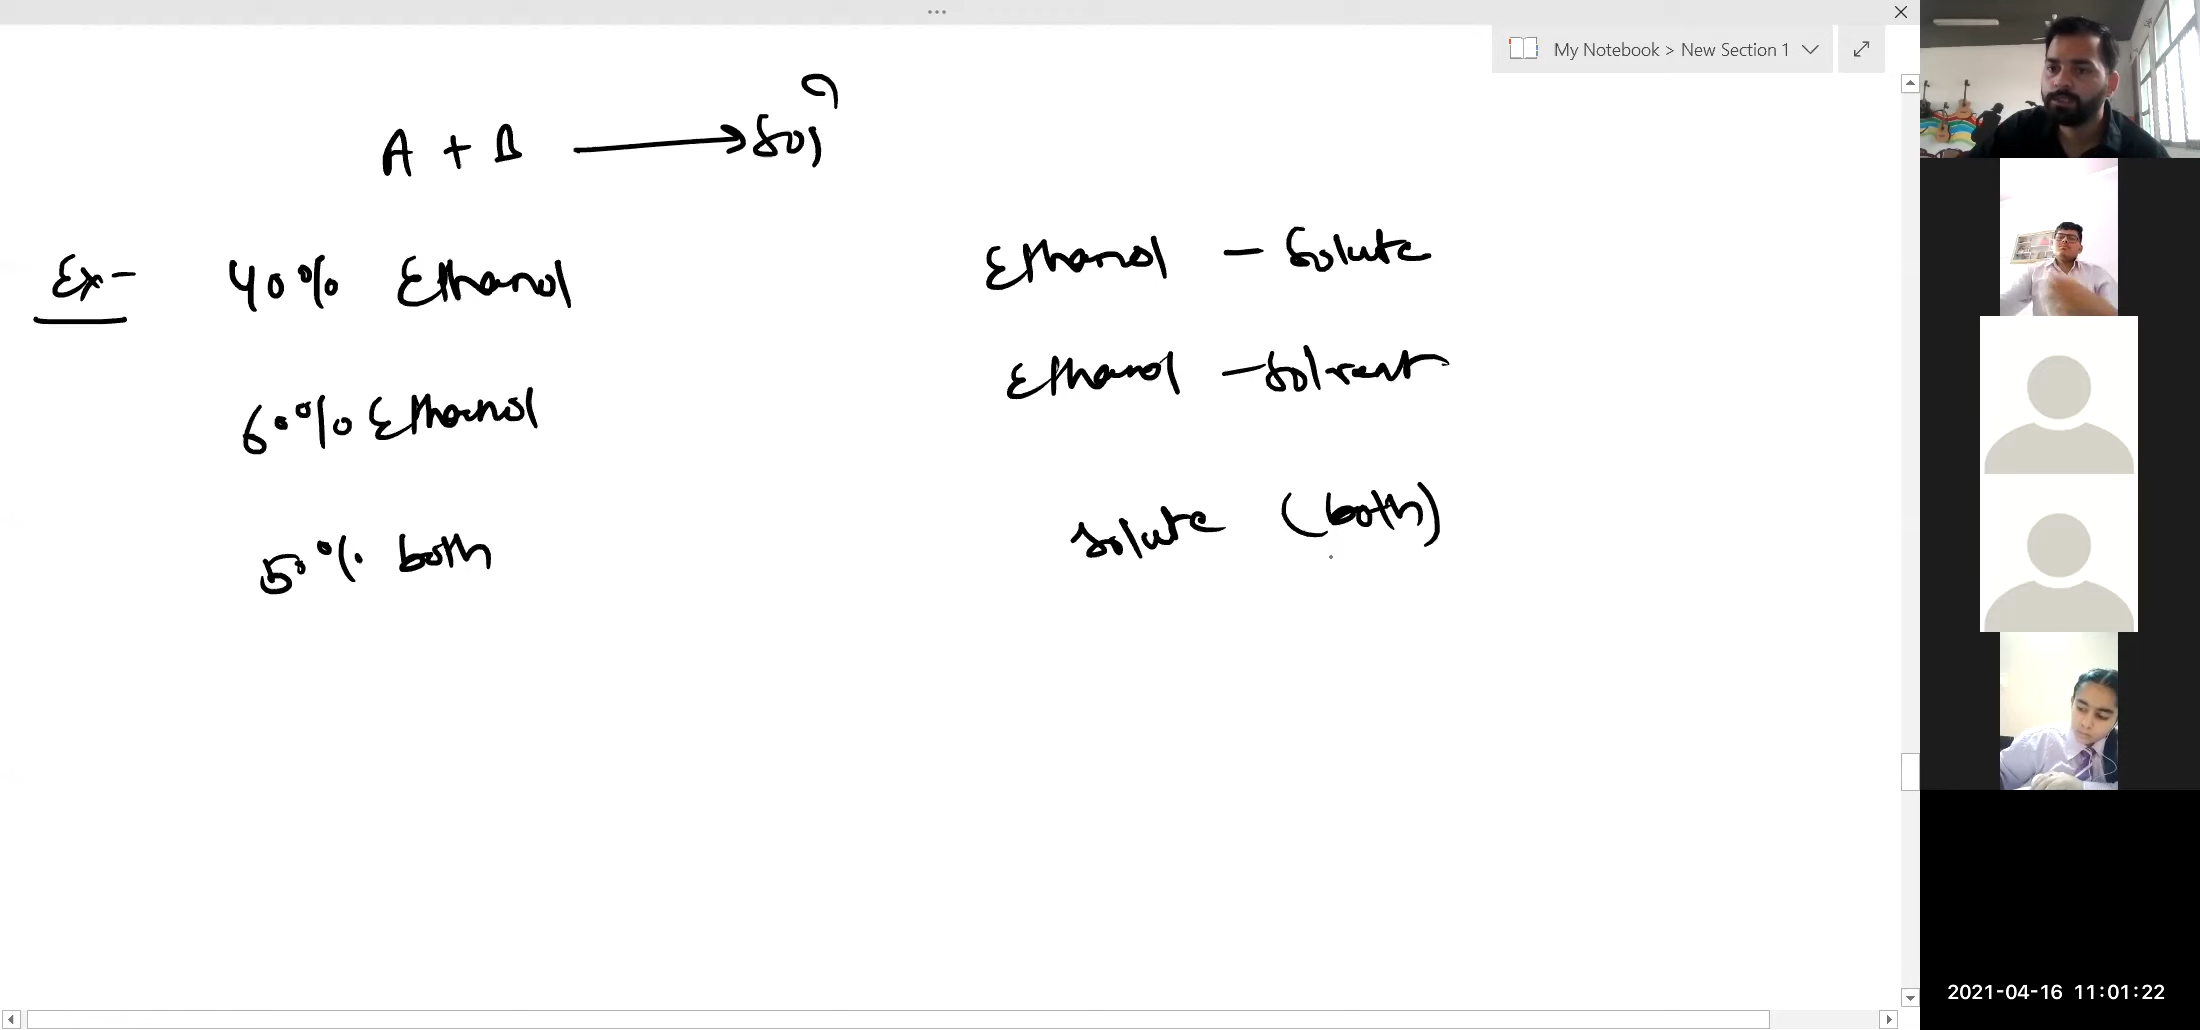 My Notebook > New Section 1
A + B → Solⁿ
Ex- 40% Ethanol Ethanol - Solute
60% Ethanol Ethanol - Solvent
50% both Solute (both)
2021-04-16 11:01:22